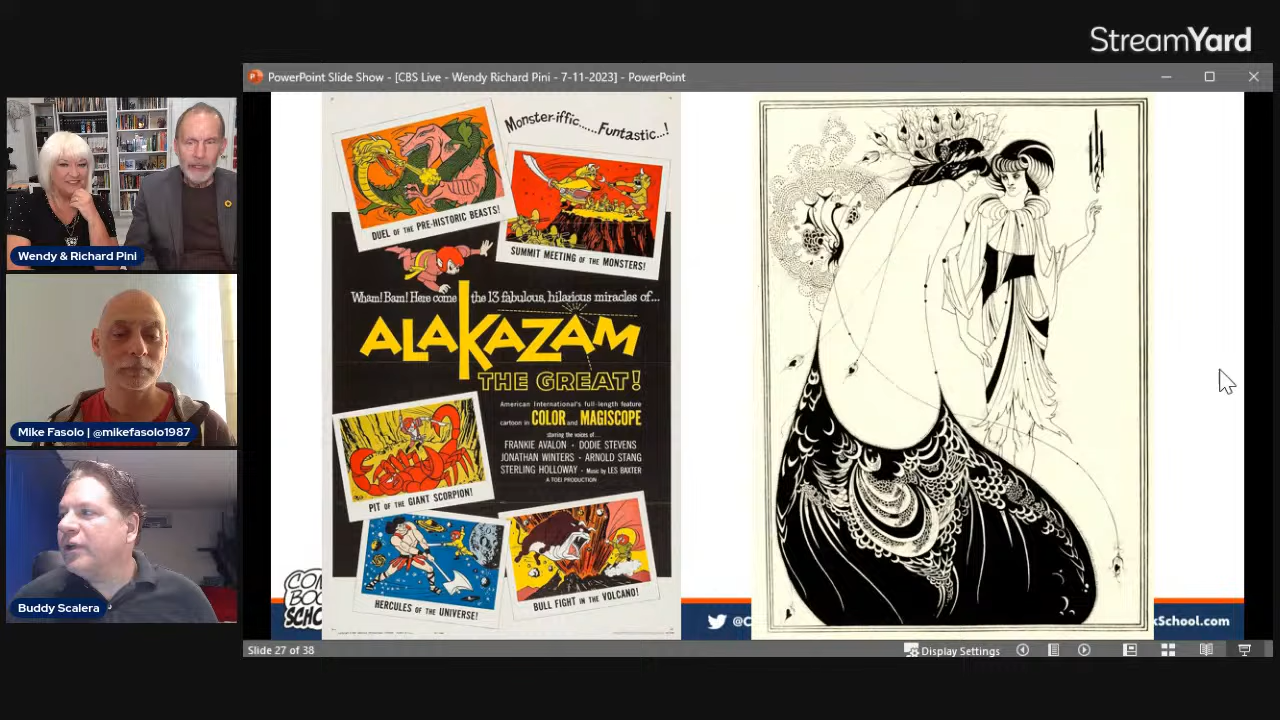 StreamYard
PowerPoint Slide Show - [CBS Live - Wendy Richard Pini - 7-11-2023] - PowerPoint
Wendy & Richard Pini
Mike Fasolo | @mikefasolo1987
Buddy Scalera
Monster-iffic......Funtastic...!
DUEL OF THE PRE-HISTORIC BEASTS!
SUMMIT MEETING OF THE MONSTERS!
Wham! Bam! Here come the 13 fabulous, hilarious miracles of...
ALAKAZAM
THE GREAT!
American International's full-length feature
cartoon in COLOR and MAGISCOPE
starring the voices of...
FRANKIE AVALON • DODIE STEVENS
JONATHAN WINTERS • ARNOLD STANG
STERLING HOLLOWAY • Music by LES BAXTER
A TOEI PRODUCTION
PIT OF THE GIANT SCORPION!
HERCULES OF THE UNIVERSE!
BULL FIGHT IN THE VOLCANO!
@C
kSchool.com
Slide 27 of 38
Display Settings